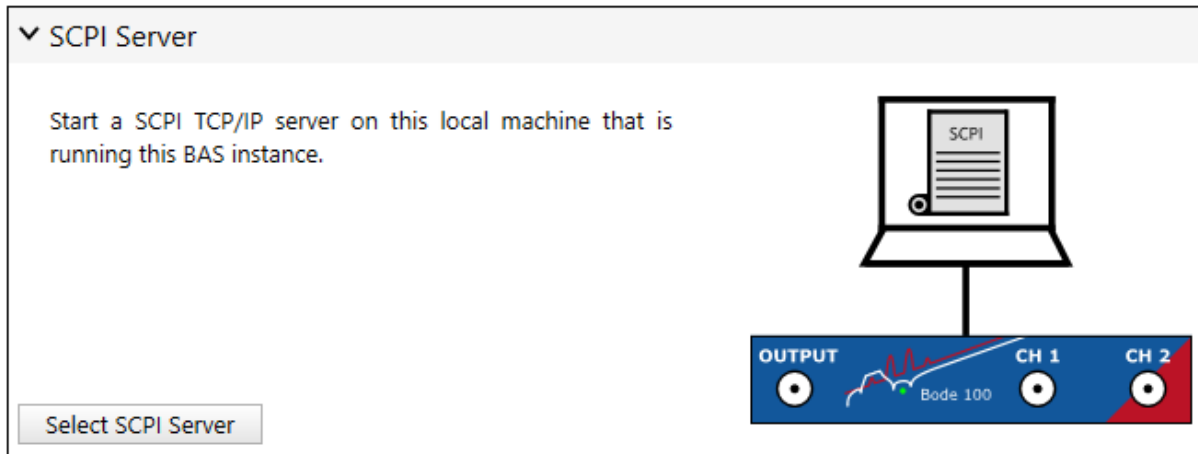 SCPI Server
Start a SCPI TCP/IP server on this local machine that is
running this BAS instance.
SCPI
OUTPUT
CH 1
CH 2
Bode 100
Select SCPI Server